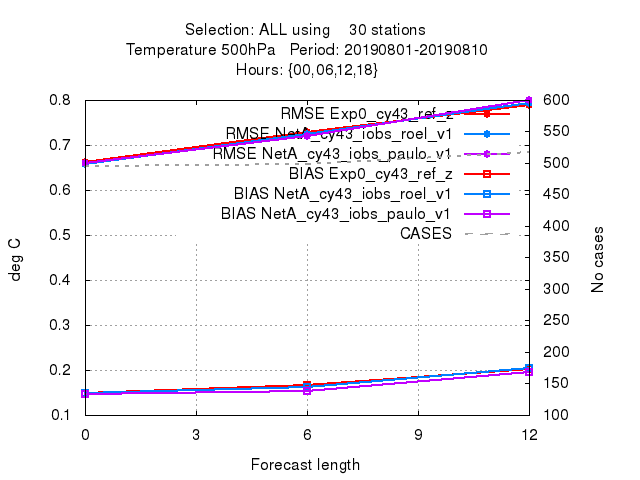 Selection: ALL using 30 stations
Temperature 500hPa Period: 20190801-20190810
Hours: {00,06,12,18}
0.8 600
RMSE Exp0_cy43_ref_z
RMSE NetA_cy43_iobs_roel_v1 550
0.7
RMSE NetA_cy43_iobs_paulo_v1 500
BIAS Exp0_cy43_ref_z
0.6 BIAS NetA_cy43_iobs_roel_v1 450
BIAS NetA_cy43_iobs_paulo_v1
0.5 CASES 400
350
deg C
No cases
0.4
300
0.3
250
200
0.2
150
0.1 100
0 3 6 9 12
Forecast length